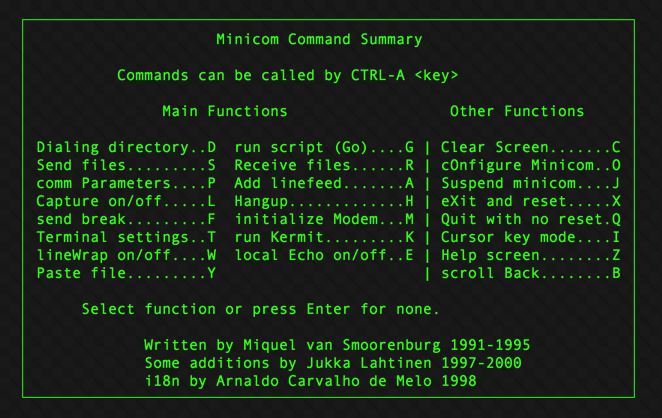 Minicom Command Summary
Commands can be called by CTRL-A <key>
Main Functions Other Functions
Dialing directory..D run script (Go)....G | Clear Screen.......C
Send files.........S Receive files......R | cOnfigure Minicom..O
comm Parameters....P Add linefeed.......A | Suspend minicom....J
Capture on/off.....L Hangup.............H | eXit and reset.....X
send break.........F initialize Modem...M | Quit with no reset.Q
Terminal settings..T run Kermit.........K | Cursor key mode....I
lineWrap on/off....W local Echo on/off..E | Help screen........Z
Paste file.........Y | scroll Back........B
Select function or press Enter for none.
Written by Miquel van Smoorenburg 1991-1995
Some additions by Jukka Lahtinen 1997-2000
i18n by Arnaldo Carvalho de Melo 1998